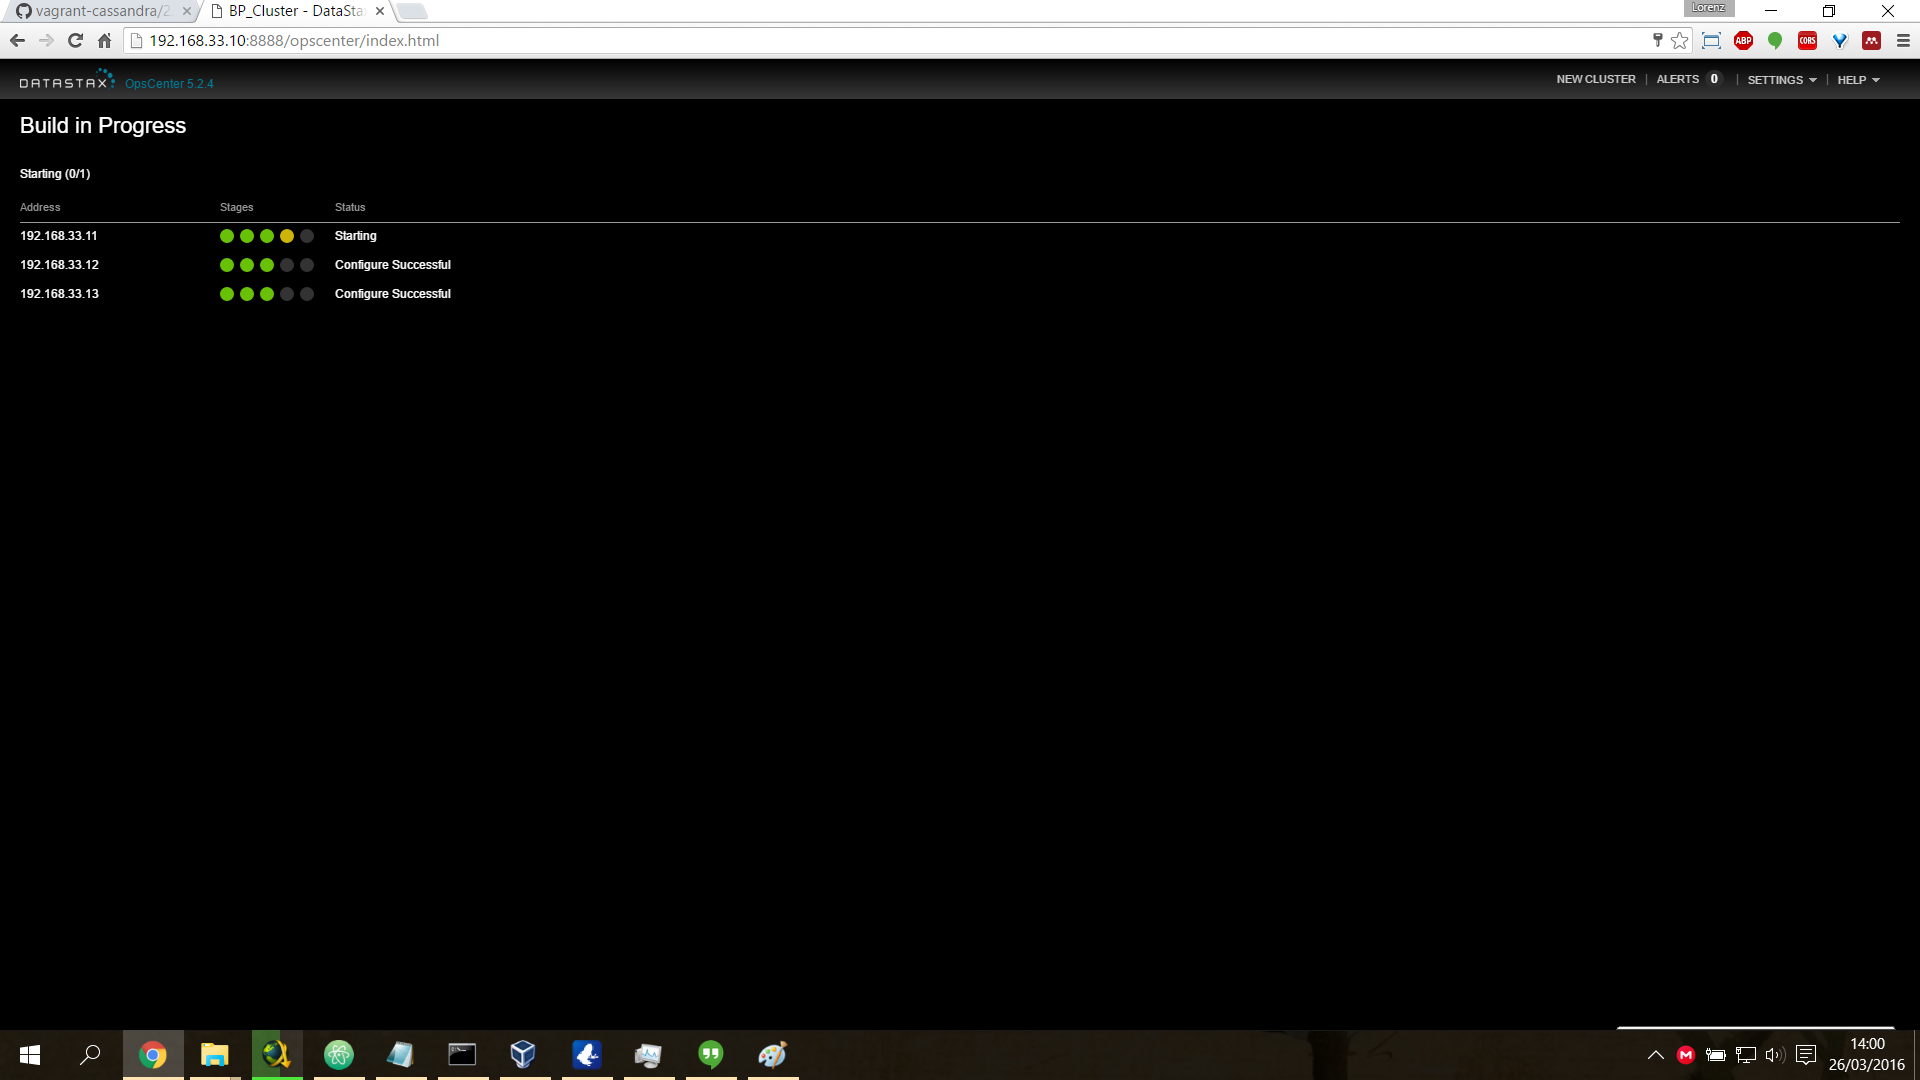 vagrant-cassandra/2
BP_Cluster - DataSta
Lorenz
192.168.33.10:8888/opscenter/index.html
ABP
CORS
DATASTAX OpsCenter 5.2.4
NEW CLUSTER | ALERTS 0 | SETTINGS | HELP
Build in Progress
Starting (0/1)
Address Stages Status
192.168.33.11 Starting
192.168.33.12 Configure Successful
192.168.33.13 Configure Successful
14:00
26/03/2016